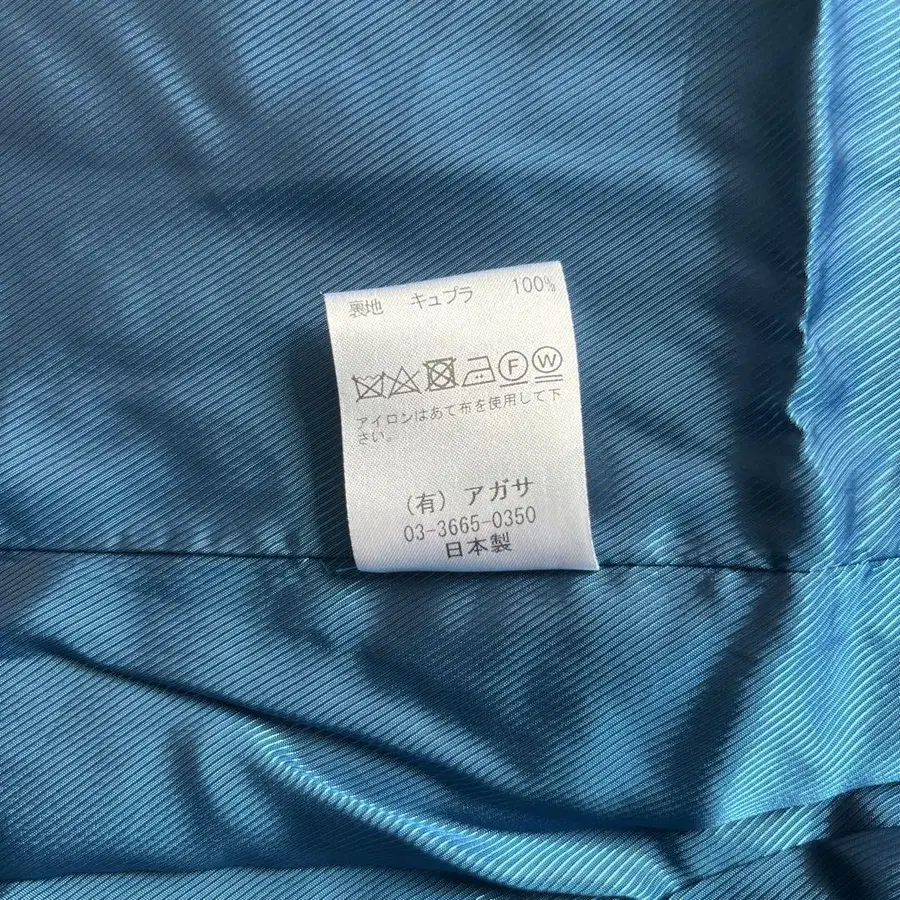 裏地 キュプラ 100%
F W
アイロンはあて布を使用して下
さい。
(有) アガサ
03-3665-0350
日本製